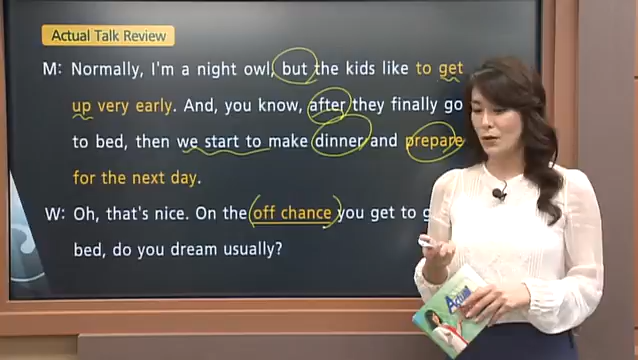 Actual Talk Review
M: Normally, I'm a night owl, but the kids like to get
up very early. And, you know, after they finally go
to bed, then we start to make dinner and prepare
for the next day.
W: Oh, that's nice. On the off chance you get to
bed, do you dream usually?
Actual